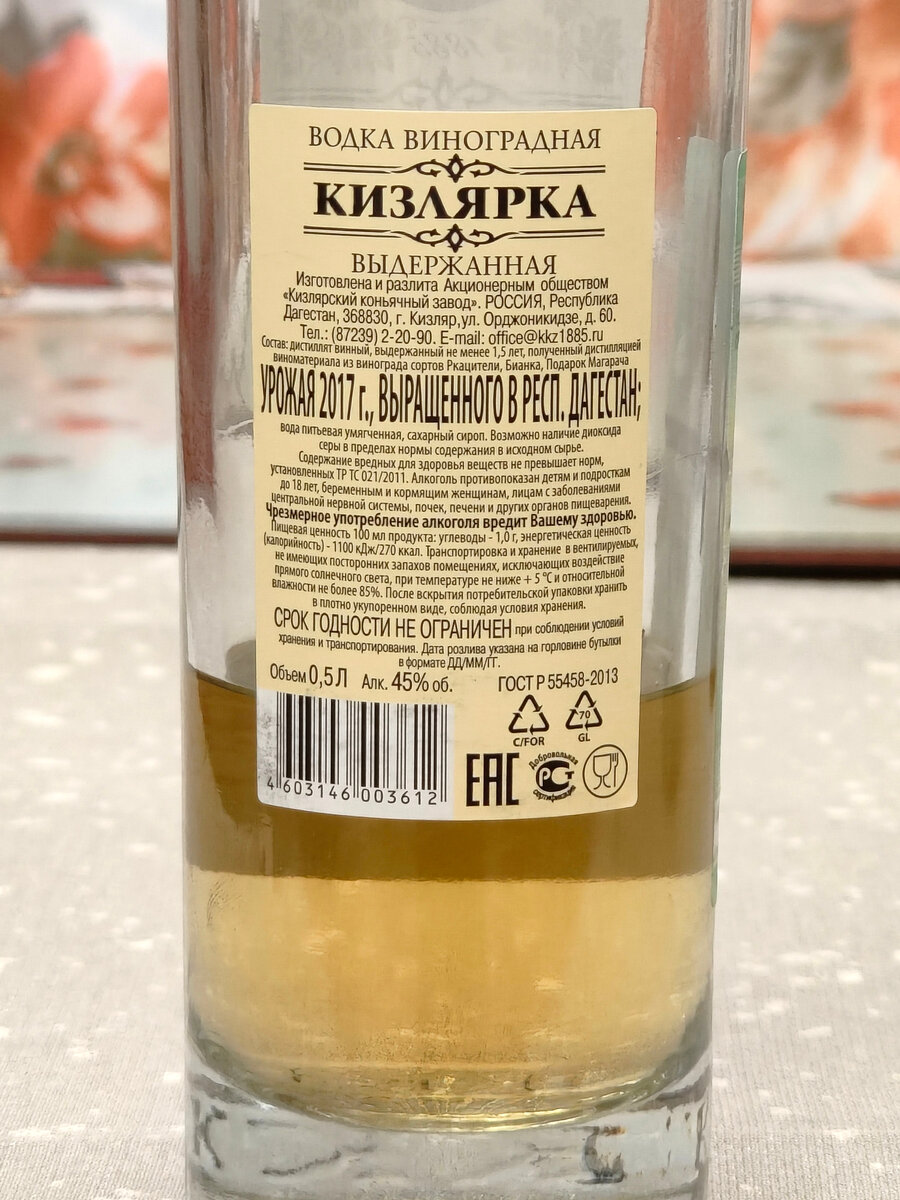 ВОДКА ВИНОГРАДНАЯ
КИЗЛЯРКА
ВЫДЕРЖАННАЯ
Изготовлена и разлита Акционерным обществом
«Кизлярский коньячный завод». РОССИЯ, Республика
Дагестан, 368830, г. Кизляр,ул. Орджоникидзе, д. 60.
Тел.: (87239) 2-20-90. E-mail: office@kkz1885.ru
Состав: дистиллят винный, выдержанный не менее 1,5 лет, полученный дистилляцией
виноматериала из винограда сортов Ркацители, Бианка, Подарок Магарача
УРОЖАЯ 2017 г., ВЫРАЩЕННОГО В РЕСП. ДАГЕСТАН;
вода питьевая умягченная, сахарный сироп. Возможно наличие диоксида
серы в пределах нормы содержания в исходном сырье.
Содержание вредных для здоровья веществ не превышает норм,
установленных ТР ТС 021/2011. Алкоголь противопоказан детям и подросткам
до 18 лет, беременным и кормящим женщинам, лицам с заболеваниями
центральной нервной системы, почек, печени и других органов пищеварения.
Чрезмерное употребление алкоголя вредит Вашему здоровью.
Пищевая ценность 100 мл продукта: углеводы - 1,0 г, энергетическая ценность
(калорийность) - 1100 кДж/270 ккал. Транспортировка и хранение в вентилируемых,
не имеющих посторонних запахов помещениях, исключающих воздействие
прямого солнечного света, при температуре не ниже + 5 °С и относительной
влажности не более 85%. После вскрытия потребительской упаковки хранить
в плотно укупоренном виде, соблюдая условия хранения.
СРОК ГОДНОСТИ НЕ ОГРАНИЧЕН при соблюдении условий
хранения и транспортирования. Дата розлива указана на горловине бутылки
в формате ДД/ММ/ГГ.
Объем 0,5 Л Алк. 45% об. ГОСТ Р 55458-2013
C/FOR
70
GL
4 603146 003612
ЕАС
Добровольная
РСТ
сертификация